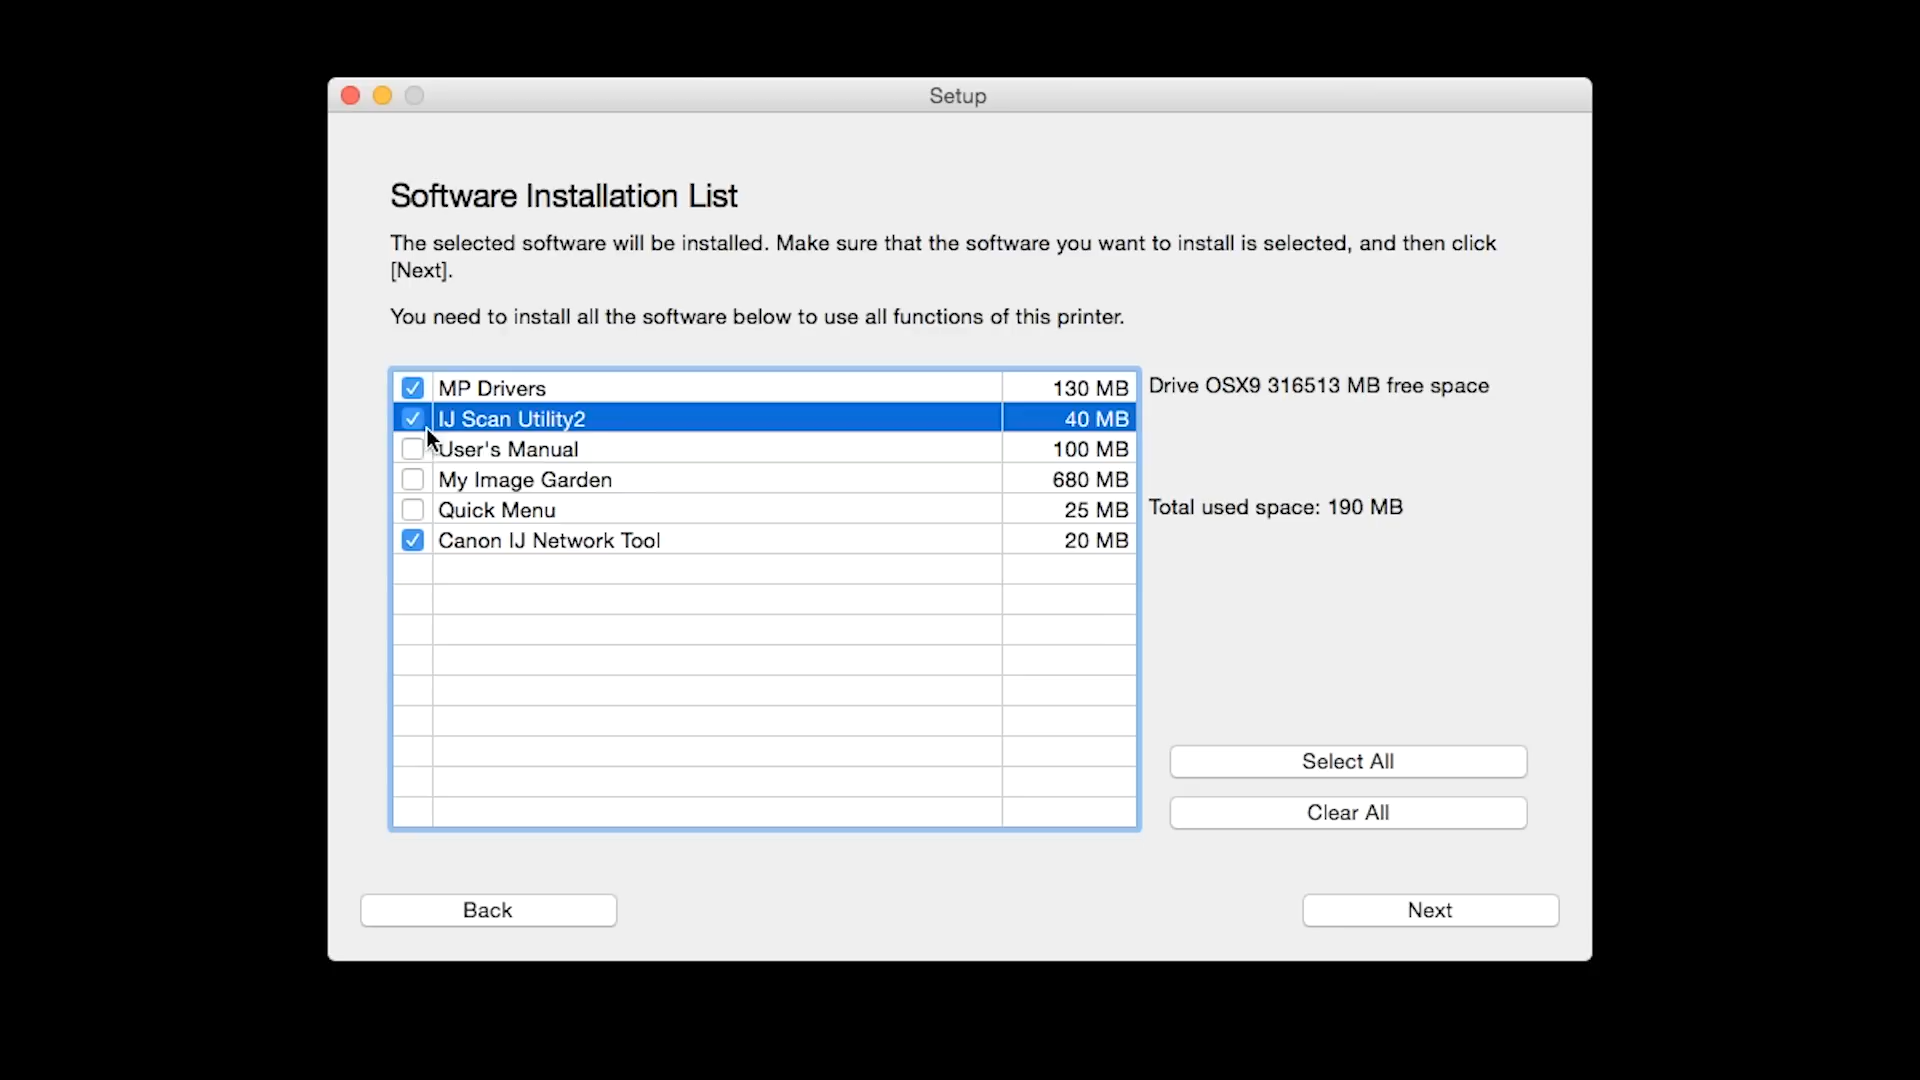 Setup
Software Installation List
The selected software will be installed. Make sure that the software you want to install is selected, and then click
[Next].
You need to install all the software below to use all functions of this printer.
MP Drivers 130 MB
IJ Scan Utility2 40 MB
User's Manual 100 MB
My Image Garden 680 MB
Quick Menu 25 MB
Canon IJ Network Tool 20 MB
Drive OSX9 316513 MB free space
Total used space: 190 MB
Select All
Clear All
Back
Next